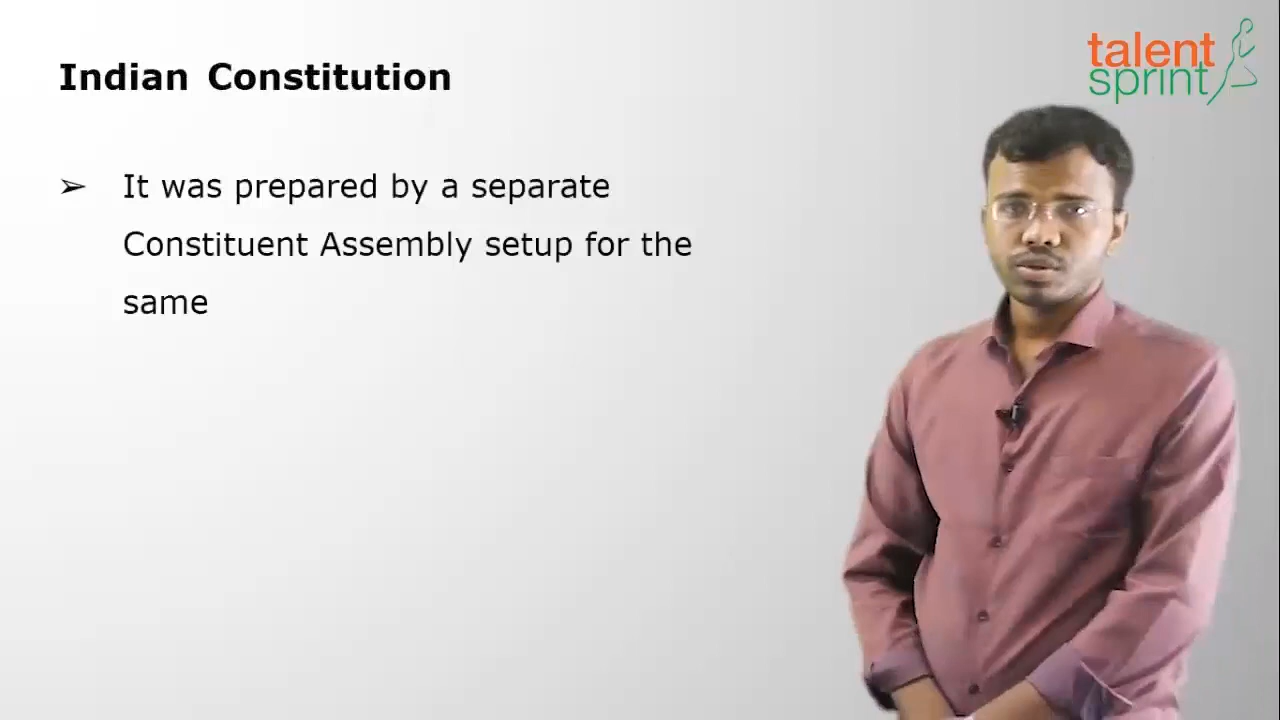 talent
sprint
Indian Constitution
➢ It was prepared by a separate
Constituent Assembly setup for the
same